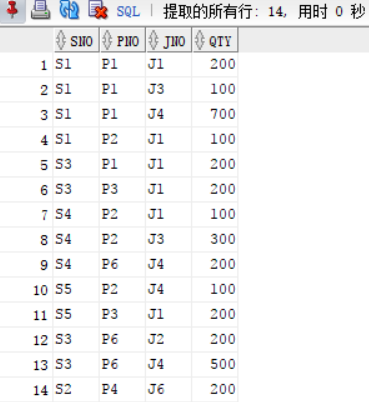 SQL | 提取的所有行: 14, 用时 0 秒
SNO PNO JNO QTY
1 S1 P1 J1 200
2 S1 P1 J3 100
3 S1 P1 J4 700
4 S1 P2 J1 100
5 S3 P1 J1 200
6 S3 P3 J1 200
7 S4 P2 J1 100
8 S4 P2 J3 300
9 S4 P6 J4 200
10 S5 P2 J4 100
11 S5 P3 J1 200
12 S3 P6 J2 200
13 S3 P6 J4 500
14 S2 P4 J6 200